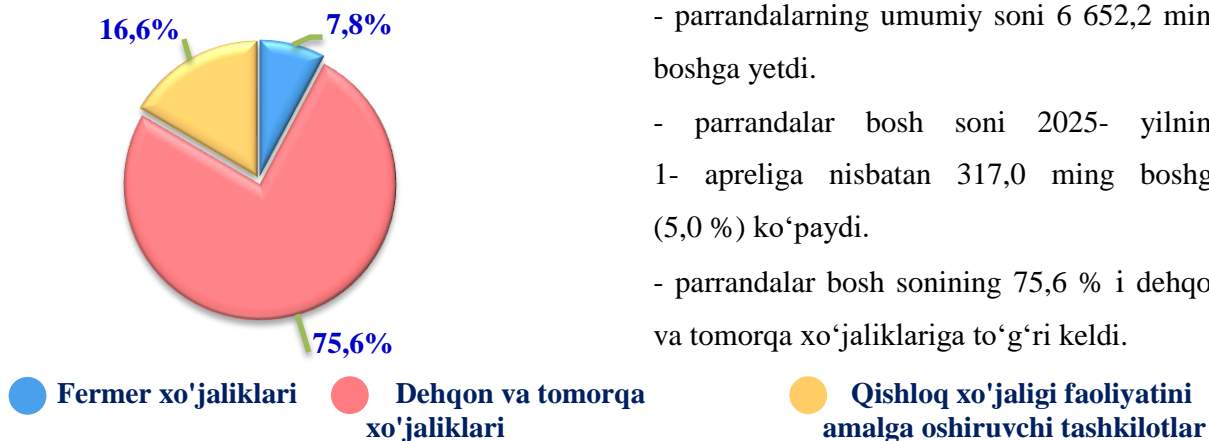 16,6%
7,8%
75,6%
- parrandalarning umumiy soni 6 652,2 min
boshga yetdi.
- parrandalar bosh soni 2025- yilnin
1- apreliga nisbatan 317,0 ming boshg
(5,0 %) ko‘paydi.
- parrandalar bosh sonining 75,6 % i dehqo
va tomorqa xo‘jaliklariga to‘g‘ri keldi.
Fermer xo'jaliklari
Dehqon va tomorqa
xo'jaliklari
Qishloq xo'jaligi faoliyatini
amalga oshiruvchi tashkilotlar